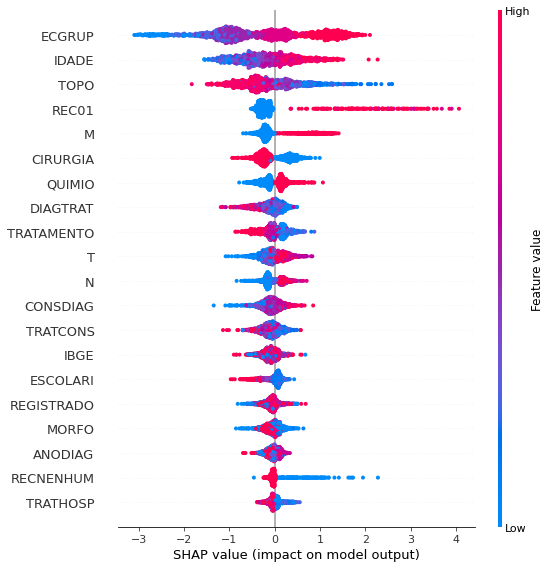 High
ECGRUP
IDADE
TOPO
REC01
M
CIRURGIA
QUIMIO
DIAGTRAT
TRATAMENTO
T
N
CONSDIAG
TRATCONS
IBGE
ESCOLARI
REGISTRADO
MORFO
ANODIAG
RECNENHUM
TRATHOSP
Feature value
Low
−3 −2 −1 0 1 2 3 4
SHAP value (impact on model output)